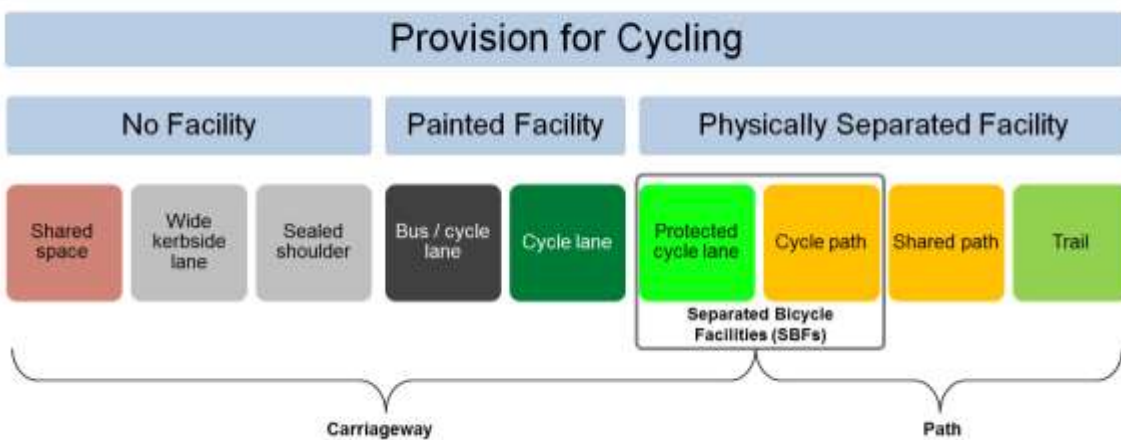 Provision for Cycling
No Facility
Painted Facility
Physically Separated Facility
Shared
space
Wide
kerbside
lane
Sealed
shoulder
Bus / cycle
lane
Cycle lane
Protected
cycle lane
Cycle path
Shared path
Trail
Separated Bicycle
Facilities (SBFs)
Carriageway
Path